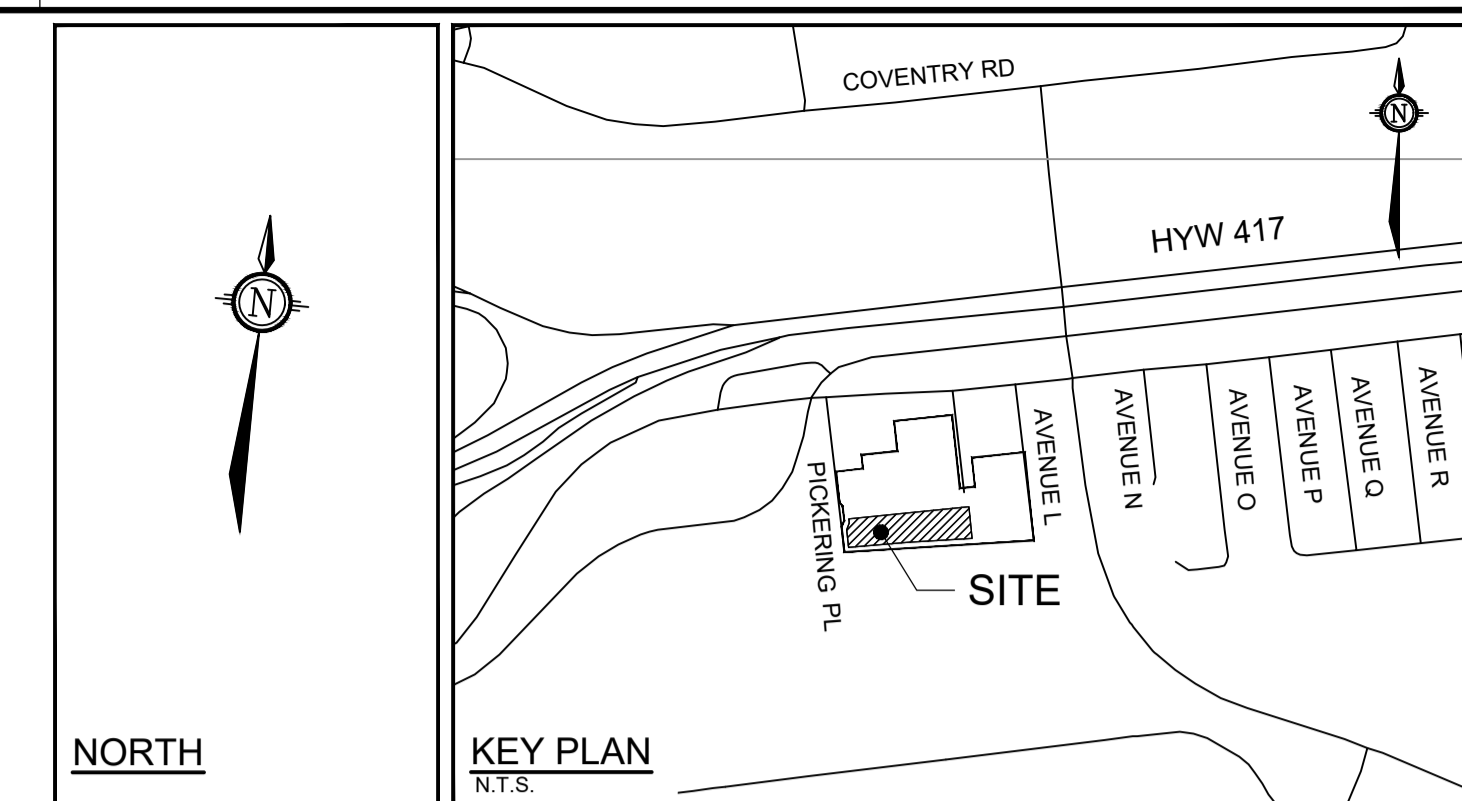 COVENTRY RD
N
HYW 417
N
PICKERING PL
AVENUE L
AVENUE N
AVENUE O
AVENUE P
AVENUE Q
AVENUE R
SITE
NORTH
KEY PLAN
N.T.S.